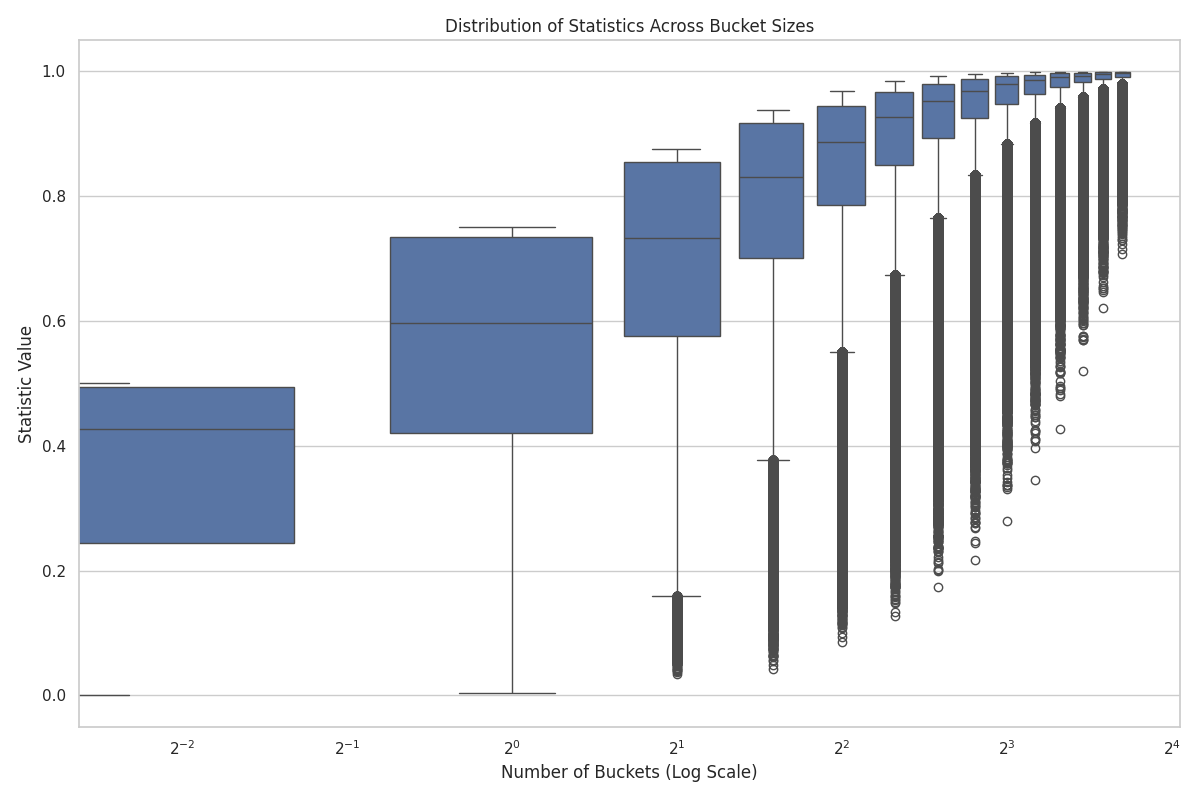 Distribution of Statistics Across Bucket Sizes
1.0
0.8
0.6
0.4
0.2
0.0
Statistic Value
2⁻² 2⁻¹ 2⁰ 2¹ 2² 2³ 2⁴
Number of Buckets (Log Scale)